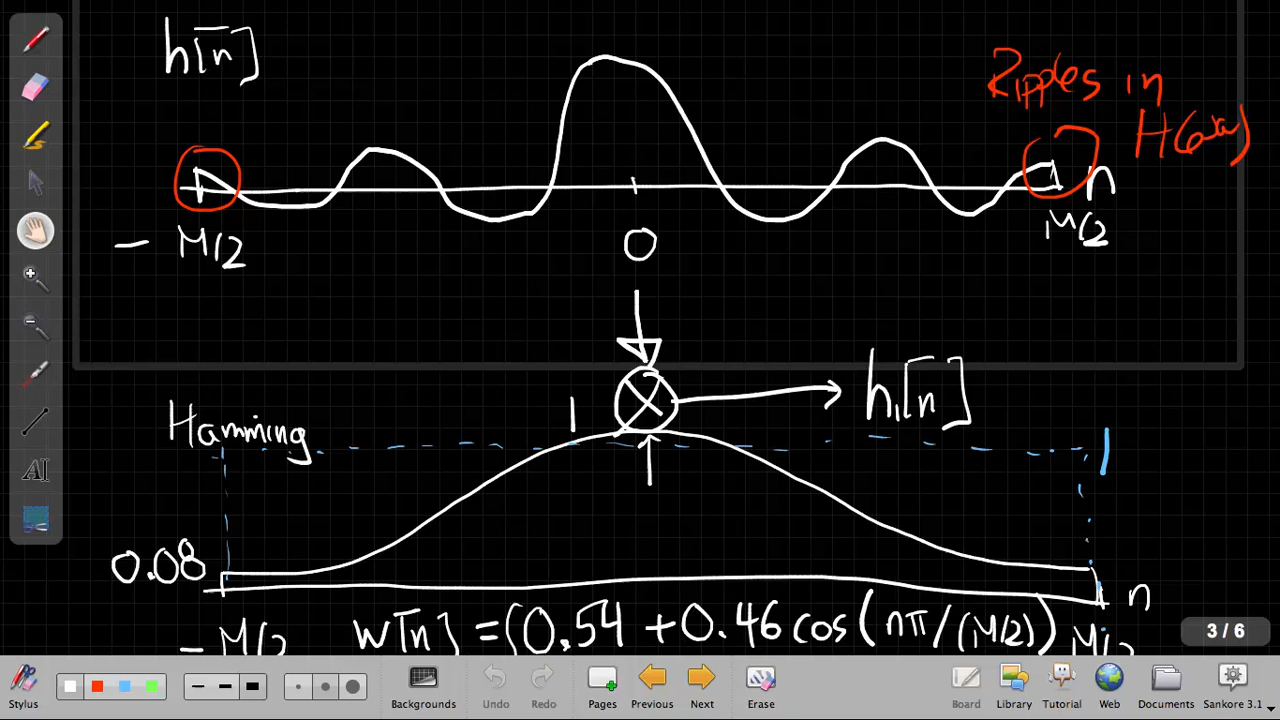 h[n]
Ripples in
n
- M/2
M/2
0
h₁[n]
Hamming
1
1
0.08
n
- M/2
w[n] = (0.54 + 0.46 cos(nπ/(M/2))
M/2
3 / 6
Stylus
Backgrounds
Undo
Redo
Pages
Previous
Next
Erase
Board
Library
Tutorial
Web
Documents
Sankore 3.1